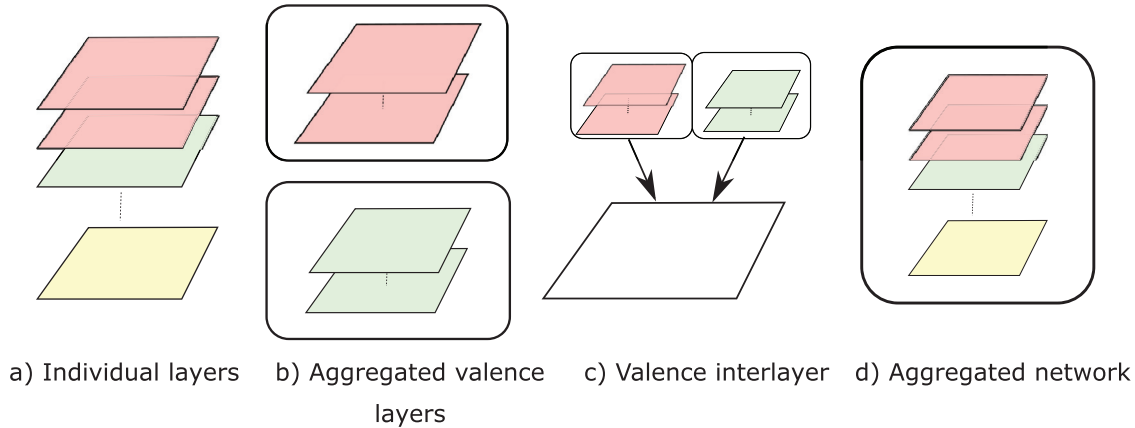 a) Individual layers
b) Aggregated valence
layers
c) Valence interlayer
d) Aggregated network